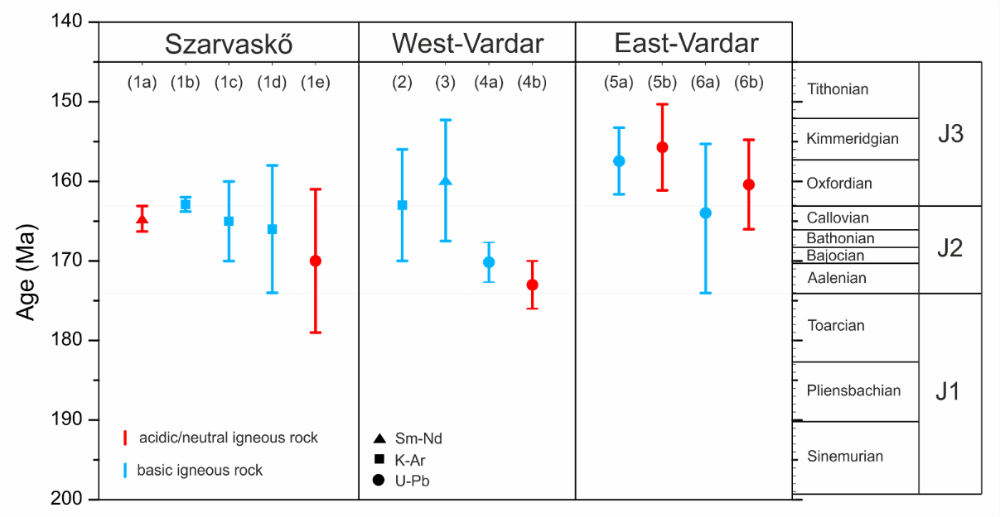 140
Szarvaskő
West-Vardar
East-Vardar
(1a) (1b) (1c) (1d) (1e)
(2) (3) (4a) (4b)
(5a) (5b) (6a) (6b)
150
160
170
180
190
200
Age (Ma)
Tithonian
Kimmeridgian
Oxfordian
J3
Callovian
Bathonian
Bajocian
Aalenian
J2
Toarcian
Pliensbachian
Sinemurian
J1
acidic/neutral igneous rock
basic igneous rock
Sm-Nd
K-Ar
U-Pb